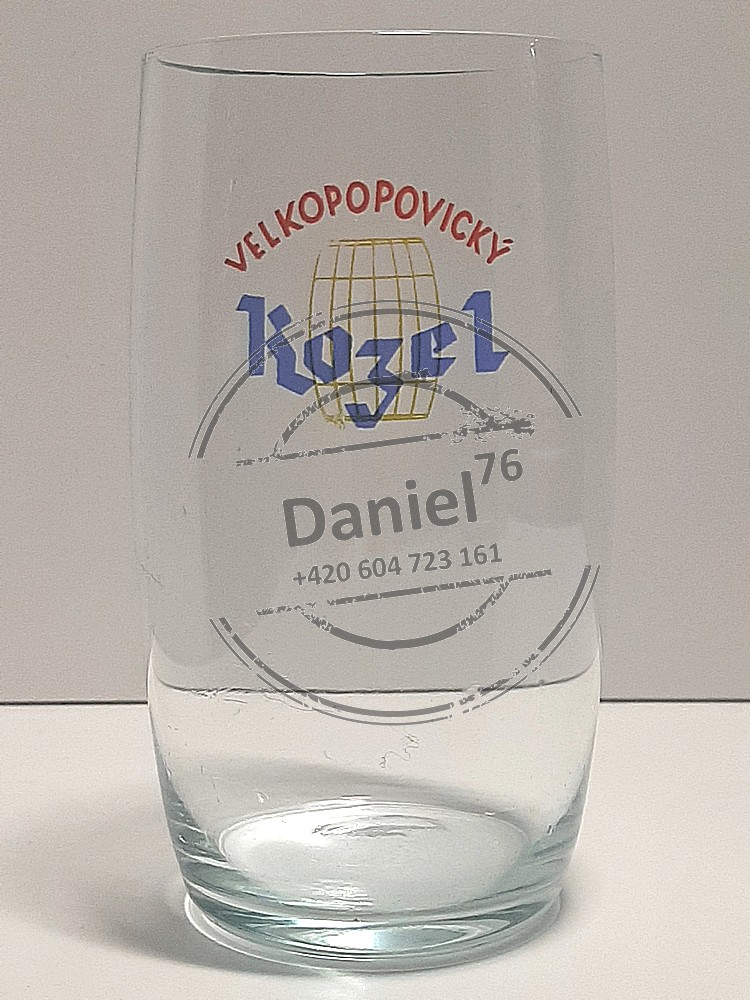 VELKOPOPOVICKÝ
Kozel
Daniel76
+420 604 723 161